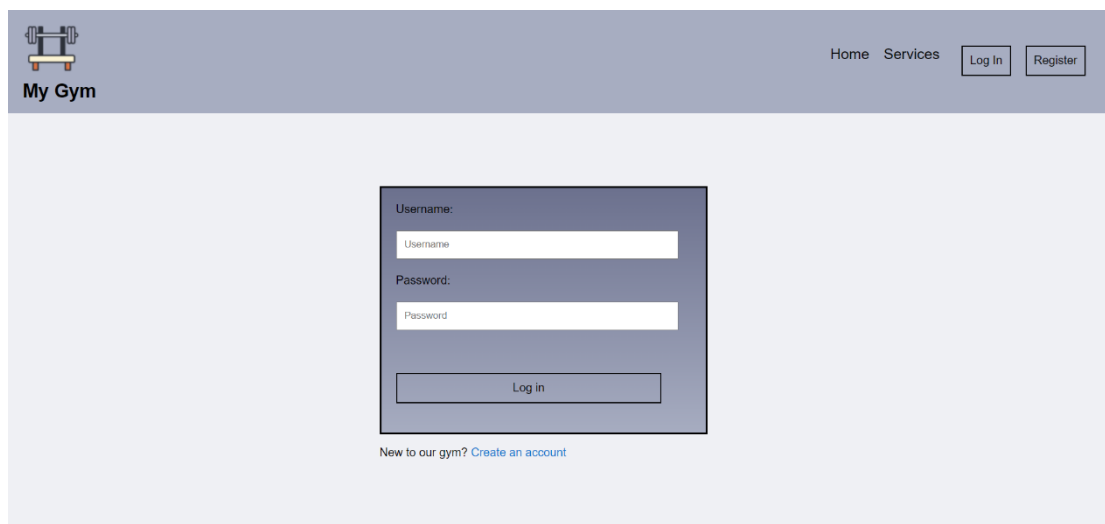 My Gym
Home Services Log In Register
Username:
Username
Password:
Password
Log in
New to our gym? Create an account